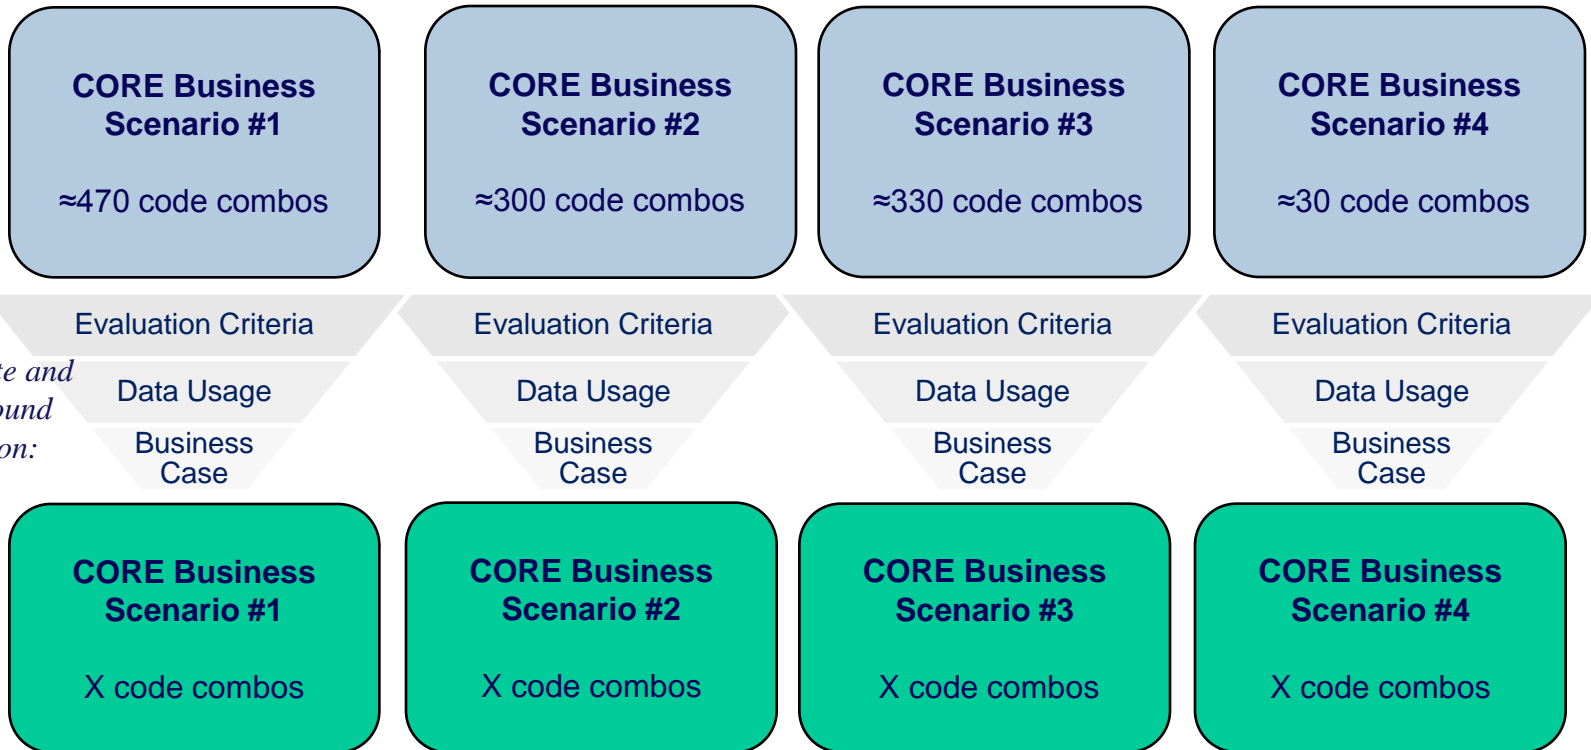 CORE Business
Scenario #1
≈470 code combos
CORE Business
Scenario #2
≈300 code combos
CORE Business
Scenario #3
≈330 code combos
CORE Business
Scenario #4
≈30 code combos
Evaluation Criteria
Evaluation Criteria
Evaluation Criteria
Evaluation Criteria
and
Data Usage
Data Usage
Data Usage
Data Usage
Business
Case
Business
Case
Business
Case
Business
Case
CORE Business
Scenario #1
X code combos
CORE Business
Scenario #2
X code combos
CORE Business
Scenario #3
X code combos
CORE Business
Scenario #4
X code combos